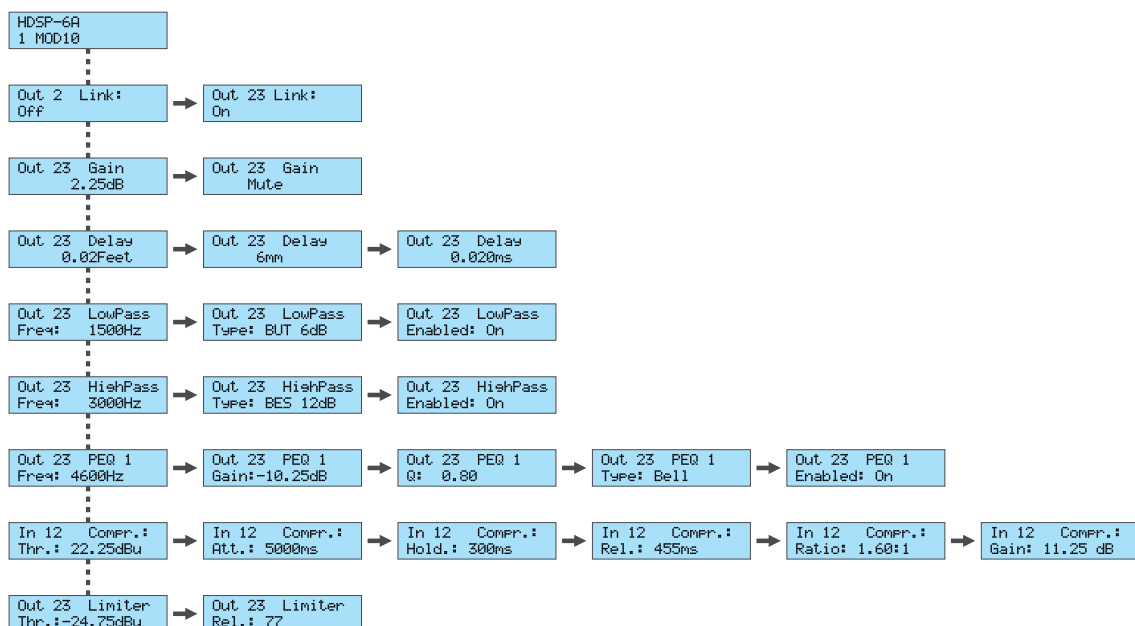 HDSP-6A
1 MOD10
Out 2 Link:
Off
Out 23 Link:
On
Out 23 Gain
2.25dB
Out 23 Gain
Mute
Out 23 Delay
0.02Feet
Out 23 Delay
6mm
Out 23 Delay
0.020ms
Out 23 LowPass
Freq: 1500Hz
Out 23 LowPass
Type: BUT 6dB
Out 23 LowPass
Enabled: On
Out 23 HighPass
Freq: 3000Hz
Out 23 HighPass
Type: BES 12dB
Out 23 HighPass
Enabled: On
Out 23 PEQ 1
Freq: 4600Hz
Out 23 PEQ 1
Gain:-10.25dB
Out 23 PEQ 1
Q: 0.80
Out 23 PEQ 1
Type: Bell
Out 23 PEQ 1
Enabled: On
In 12 Compr.:
Thr.: 22.25dBu
In 12 Compr.:
Att.: 5000ms
In 12 Compr.:
Hold.: 300ms
In 12 Compr.:
Rel.: 455ms
In 12 Compr.:
Ratio: 1.60:1
In 12 Compr.:
Gain: 11.25 dB
Out 23 Limiter
Thr.:-24.75dBu
Out 23 Limiter
Rel.: 77